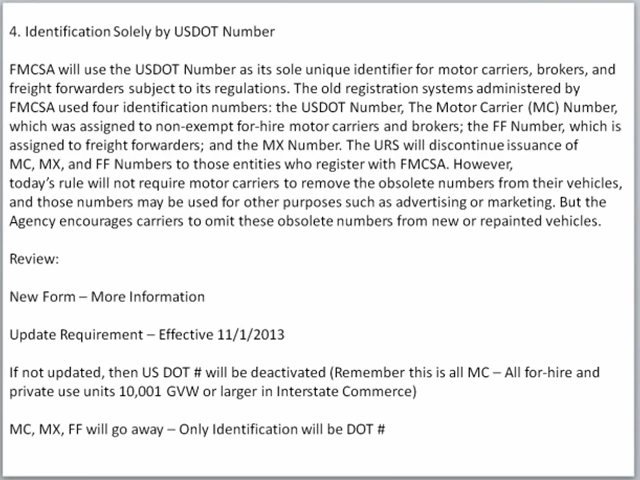 4. Identification Solely by USDOT Number
FMCSA will use the USDOT Number as its sole unique identifier for motor carriers, brokers, and
freight forwarders subject to its regulations. The old registration systems administered by
FMCSA used four identification numbers: the USDOT Number, The Motor Carrier (MC) Number,
which was assigned to non-exempt for-hire motor carriers and brokers; the FF Number, which is
assigned to freight forwarders; and the MX Number. The URS will discontinue issuance of
MC, MX, and FF Numbers to those entities who register with FMCSA. However,
today’s rule will not require motor carriers to remove the obsolete numbers from their vehicles,
and those numbers may be used for other purposes such as advertising or marketing. But the
Agency encourages carriers to omit these obsolete numbers from new or repainted vehicles.
Review:
New Form – More Information
Update Requirement – Effective 11/1/2013
If not updated, then US DOT # will be deactivated (Remember this is all MC – All for-hire and
private use units 10,001 GVW or larger in Interstate Commerce)
MC, MX, FF will go away – Only Identification will be DOT #